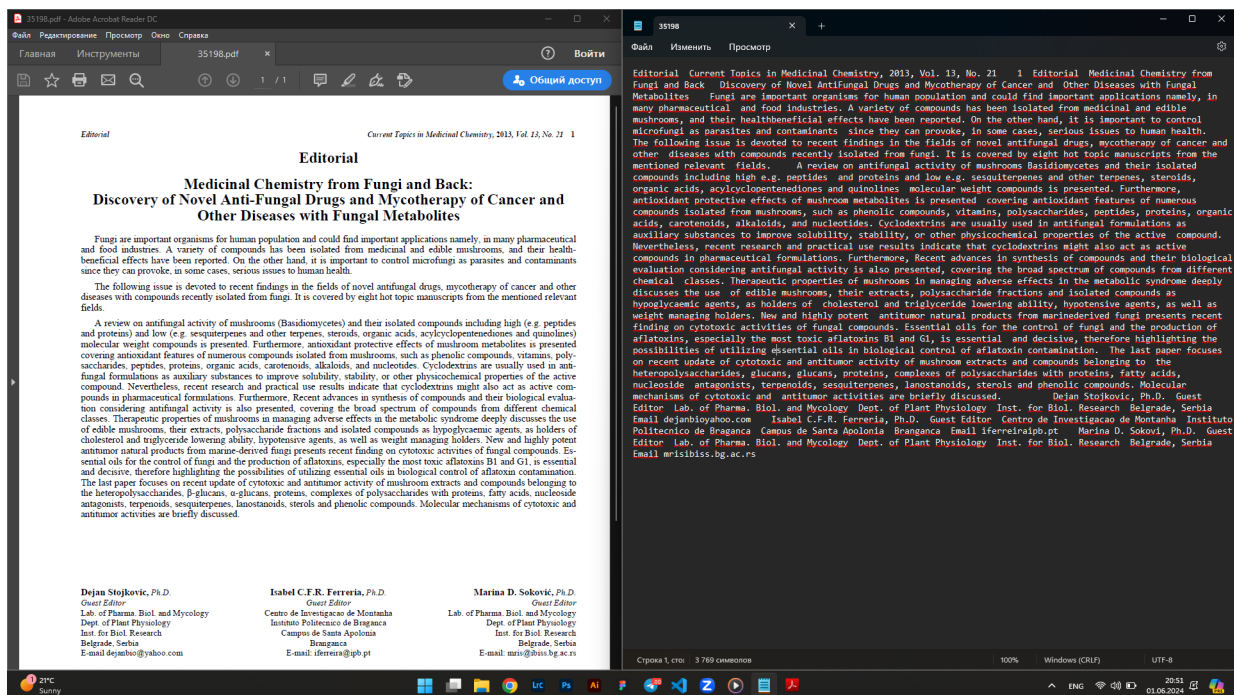 35198.pdf - Adobe Acrobat Reader DC
Файл Редактирование Просмотр Окно Справка
Главная Инструменты 35198.pdf × Войти
1 / 1 Общий доступ
Editorial Current Topics in Medicinal Chemistry, 2013, Vol. 13, No. 21 1
Editorial
Medicinal Chemistry from Fungi and Back:
Discovery of Novel Anti-Fungal Drugs and Mycotherapy of Cancer and
Other Diseases with Fungal Metabolites
Fungi are important organisms for human population and could find important applications namely, in many pharmaceutical
and food industries. A variety of compounds has been isolated from medicinal and edible mushrooms, and their health-
beneficial effects have been reported. On the other hand, it is important to control microfungi as parasites and contaminants
since they can provoke, in some cases, serious issues to human health.
The following issue is devoted to recent findings in the fields of novel antifungal drugs, mycotherapy of cancer and other
diseases with compounds recently isolated from fungi. It is covered by eight hot topic manuscripts from the mentioned relevant
fields.
A review on antifungal activity of mushrooms (Basidiomycetes) and their isolated compounds including high (e.g. peptides
and proteins) and low (e.g. sesquiterpenes and other terpenes, steroids, organic acids, acylcyclopentenediones and quinolines)
molecular weight compounds is presented. Furthermore, antioxidant protective effects of mushroom metabolites is presented
covering antioxidant features of numerous compounds isolated from mushrooms, such as phenolic compounds, vitamins, poly-
saccharides, peptides, proteins, organic acids, carotenoids, alkaloids, and nucleotides. Cyclodextrins are usually used in anti-
fungal formulations as auxiliary substances to improve solubility, stability, or other physicochemical properties of the active
compound. Nevertheless, recent research and practical use results indicate that cyclodextrins might also act as active com-
pounds in pharmaceutical formulations. Furthermore, Recent advances in synthesis of compounds and their biological evalua-
tion considering antifungal activity is also presented, covering the broad spectrum of compounds from different chemical
classes. Therapeutic properties of mushrooms in managing adverse effects in the metabolic syndrome deeply discusses the use
of edible mushrooms, their extracts, polysaccharide fractions and isolated compounds as hypoglycaemic agents, as holders of
cholesterol and triglyceride lowering ability, hypotensive agents, as well as weight managing holders. New and highly potent
antitumor natural products from marine-derived fungi presents recent finding on cytotoxic activities of fungal compounds. Es-
sential oils for the control of fungi and the production of aflatoxins, especially the most toxic aflatoxins B1 and G1, is essential
and decisive, therefore highlighting the possibilities of utilizing essential oils in biological control of aflatoxin contamination.
The last paper focuses on recent update of cytotoxic and antitumor activity of mushroom extracts and compounds belonging to
the heteropolysaccharides, β-glucans, α-glucans, proteins, complexes of polysaccharides with proteins, fatty acids, nucleoside
antagonists, terpenoids, sesquiterpenes, lanostanoids, sterols and phenolic compounds. Molecular mechanisms of cytotoxic and
antitumor activities are briefly discussed.
Dejan Stojkovic, Ph.D.
Guest Editor
Lab. of Pharma. Biol. and Mycology
Dept. of Plant Physiology
Inst. for Biol. Research
Belgrade, Serbia
E-mail dejanbio@yahoo.com
Isabel C.F.R. Ferreria, Ph.D.
Guest Editor
Centro de Investigacao de Montanha
Instituto Politecnico de Braganca
Campus de Santa Apolonia
Branganca
E-mail: iferreira@ipb.pt
Marina D. Soković, Ph.D.
Guest Editor
Lab. of Pharma. Biol. and Mycology
Dept. of Plant Physiology
Inst. for Biol. Research
Belgrade, Serbia
E-mail: mris@ibiss.bg.ac.rs
35198
Файл Изменить Просмотр
Editorial Current Topics in Medicinal Chemistry, 2013, Vol. 13, No. 21 1 Editorial Medicinal Chemistry from
Fungi and Back Discovery of Novel AntiFungal Drugs and Mycotherapy of Cancer and Other Diseases with Fungal
Metabolites Fungi are important organisms for human population and could find important applications namely, in
many pharmaceutical and food industries. A variety of compounds has been isolated from medicinal and edible
mushrooms, and their healthbeneficial effects have been reported. On the other hand, it is important to control
microfungi as parasites and contaminants since they can provoke, in some cases, serious issues to human health.
The following issue is devoted to recent findings in the fields of novel antifungal drugs, mycotherapy of cancer and
other diseases with compounds recently isolated from fungi. It is covered by eight hot topic manuscripts from the
mentioned relevant fields. A review on antifungal activity of mushrooms Basidiomycetes and their isolated
compounds including high e.g. peptides and proteins and low e.g. sesquiterpenes and other terpenes, steroids,
organic acids, acylcyclopentenediones and quinolines molecular weight compounds is presented. Furthermore,
antioxidant protective effects of mushroom metabolites is presented covering antioxidant features of numerous
compounds isolated from mushrooms, such as phenolic compounds, vitamins, polysaccharides, peptides, proteins, organic
acids, carotenoids, alkaloids, and nucleotides. Cyclodextrins are usually used in antifungal formulations as
auxiliary substances to improve solubility, stability, or other physicochemical properties of the active compound.
Nevertheless, recent research and practical use results indicate that cyclodextrins might also act as active
compounds in pharmaceutical formulations. Furthermore, Recent advances in synthesis of compounds and their biological
evaluation considering antifungal activity is also presented, covering the broad spectrum of compounds from different
chemical classes. Therapeutic properties of mushrooms in managing adverse effects in the metabolic syndrome deeply
discusses the use of edible mushrooms, their extracts, polysaccharide fractions and isolated compounds as
hypoglycaemic agents, as holders of cholesterol and triglyceride lowering ability, hypotensive agents, as well as
weight managing holders. New and highly potent antitumor natural products from marinederived fungi presents recent
finding on cytotoxic activities of fungal compounds. Essential oils for the control of fungi and the production of
aflatoxins, especially the most toxic aflatoxins B1 and G1, is essential and decisive, therefore highlighting the
possibilities of utilizing essential oils in biological control of aflatoxin contamination. The last paper focuses
on recent update of cytotoxic and antitumor activity of mushroom extracts and compounds belonging to the
heteropolysaccharides, glucans, glucans, proteins, complexes of polysaccharides with proteins, fatty acids,
nucleoside antagonists, terpenoids, sesquiterpenes, lanostanoids, sterols and phenolic compounds. Molecular
mechanisms of cytotoxic and antitumor activities are briefly discussed. Dejan Stojkovic, Ph.D. Guest
Editor Lab. of Pharma. Biol. and Mycology Dept. of Plant Physiology Inst. for Biol. Research Belgrade, Serbia
Email dejanbioyahoo.com Isabel C.F.R. Ferreria, Ph.D. Guest Editor Centro de Investigacao de Montanha Instituto
Politecnico de Braganca Campus de Santa Apolonia Branganca Email iferreiraipb.pt Marina D. Sokovi, Ph.D. Guest
Editor Lab. of Pharma. Biol. and Mycology Dept. of Plant Physiology Inst. for Biol. Research Belgrade, Serbia
Email mrisibiss.bg.ac.rs
Строка 1, сто 3 769 символов 100% Windows (CRLF) UTF-8
1 21°C
Sunny
Lrc Ps Ai
ENG
20:51
01.06.2024